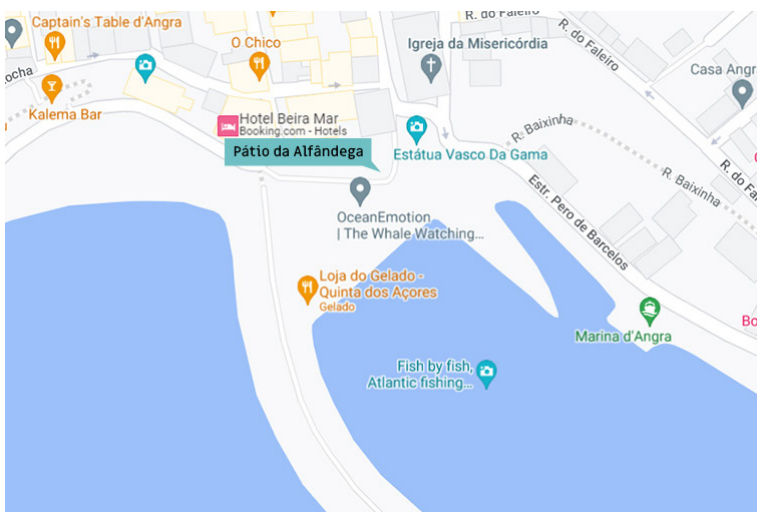 Captain's Table d'Angra
R. do Faleiro
R. do Faleiro
O Chico
Igreja da Misericórdia
ocha
Casa Angr
Kalema Bar
Hotel Beira Mar
Booking.com - Hotels
R. Baixinha
Pátio da Alfândega
Estátua Vasco Da Gama
R. Baixinha
R. do Fa
OceanEmotion
| The Whale Watching...
Estr. Pero de Barcelos
Loja do Gelado -
Quinta dos Açores
Gelado
Bo
Marina d'Angra
Fish by fish,
Atlantic fishing...